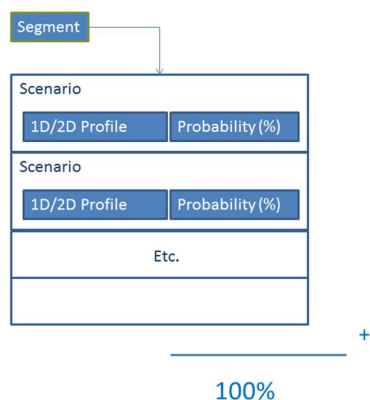 Segment
Scenario
1D/2D Profile Probability (%)
Scenario
1D/2D Profile Probability (%)
Etc.
+
100%